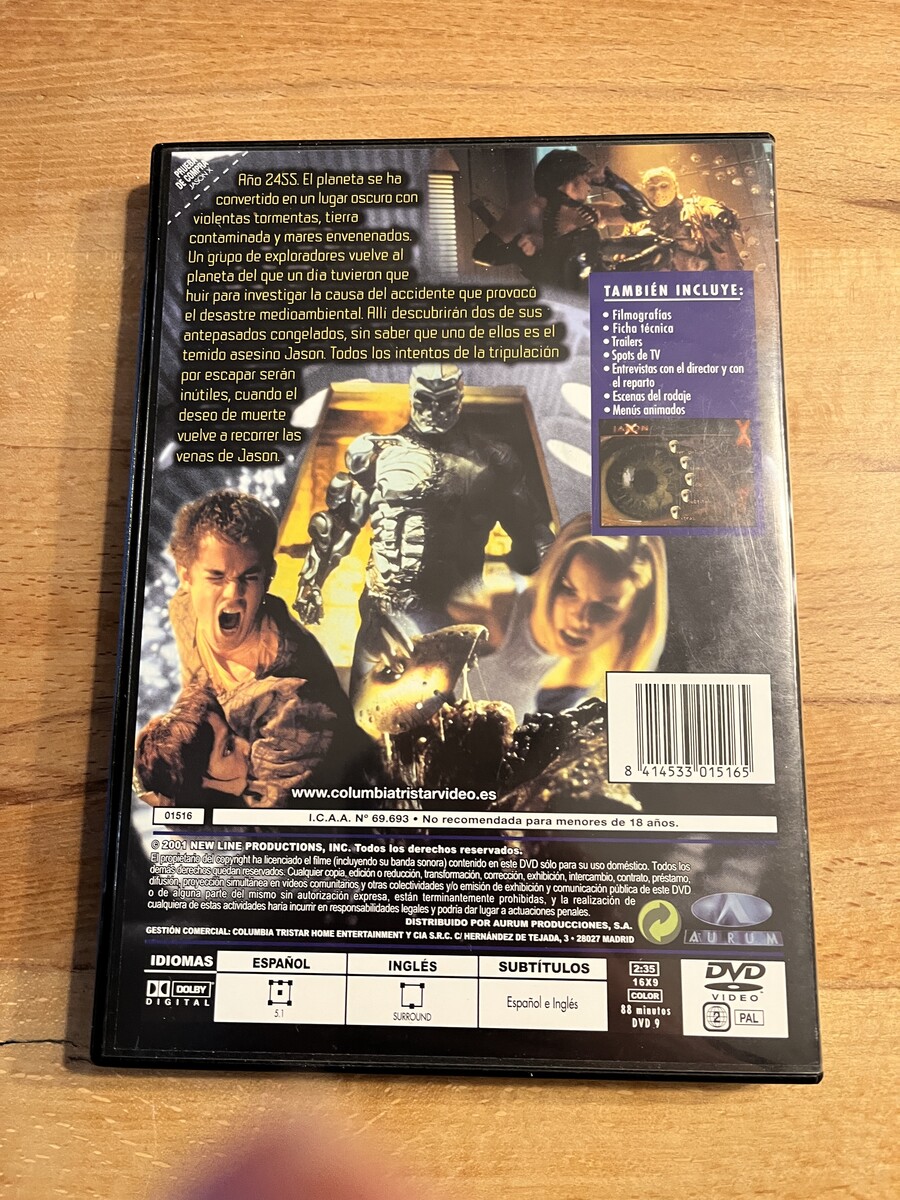 PRUEBA
DE COMPRA
JASON X
Año 2455. El planeta se ha
convertido en un lugar oscuro con
violentas tormentas, tierra
contaminada y mares envenenados.
Un grupo de exploradores vuelve al
planeta del que un día tuvieron que
huir para investigar la causa del accidente que provocó
el desastre medioambiental. Allí descubrirán dos de sus
antepasados congelados, sin saber que uno de ellos es el
temido asesino Jason. Todos los intentos de la tripulación
por escapar serán
inútiles, cuando el
deseo de muerte
vuelve a recorrer las
venas de Jason.
TAMBIÉN INCLUYE:
• Filmografías
• Ficha técnica
• Trailers
• Spots de TV
• Entrevistas con el director y con
el reparto
• Escenas del rodaje
• Menús animados
JASON
X
8 414533 015165
www.columbiatristarvideo.es
01516
I.C.A.A. Nº 69.693 • No recomendada para menores de 18 años.
© 2001 NEW LINE PRODUCTIONS, INC. Todos los derechos reservados.
El propietario del copyright ha licenciado el filme (incluyendo su banda sonora) contenido en este DVD sólo para su uso doméstico. Todos los
demás derechos quedan reservados. Cualquier copia, edición o reducción, transformación, corrección, exhibición, intercambio, contrato, préstamo,
difusión, proyección simultanea en videos comunitarios y otras colectividades y/o emisión de exhibición y comunicación pública de este DVD
o de alguna parte del mismo sin autorización expresa, están terminantemente prohibidas, y la realización de
cualquiera de estas actividades haría incurrir en responsabilidades legales y podría dar lugar a actuaciones penales.
DISTRIBUIDO POR AURUM PRODUCCIONES, S.A.
GESTIÓN COMERCIAL: COLUMBIA TRISTAR HOME ENTERTAINMENT Y CIA S.R.C. C/ HERNÁNDEZ DE TEJADA, 3 • 28027 MADRID
AURUM
IDIOMAS
DOLBY
DIGITAL
ESPAÑOL
5.1
INGLÉS
SURROUND
SUBTÍTULOS
Español e Inglés
2:35
16X9
COLOR
88 minutos
DVD 9
DVD
VIDEO
2
PAL